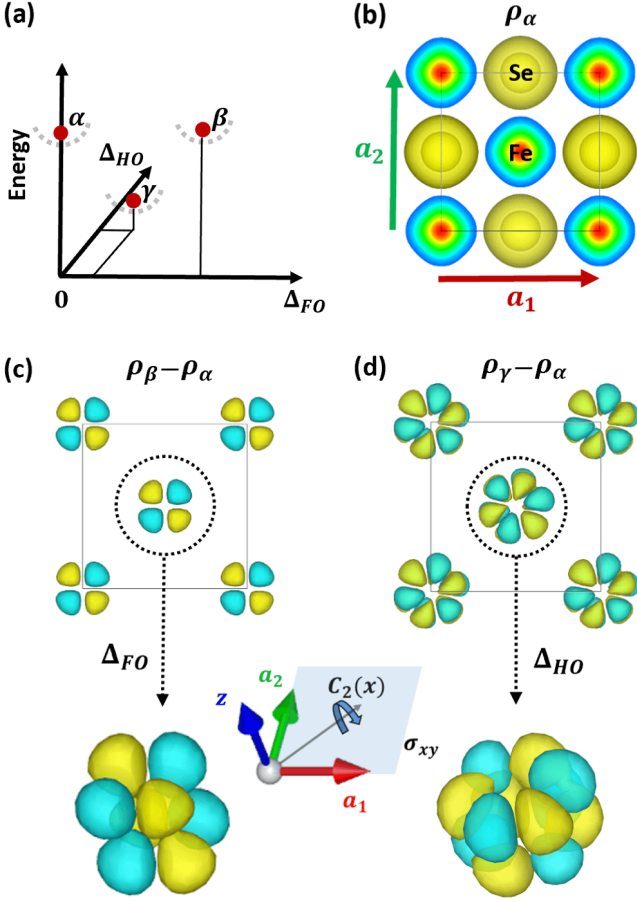 (a)
Energy
α
β
Δ_HO
γ
0
Δ_FO
(b)
ρ_α
Se
Fe
a_2
a_1
(c)
ρ_β−ρ_α
Δ_FO
(d)
ρ_γ−ρ_α
Δ_HO
z
a_2
C_2(x)
σ_xy
a_1